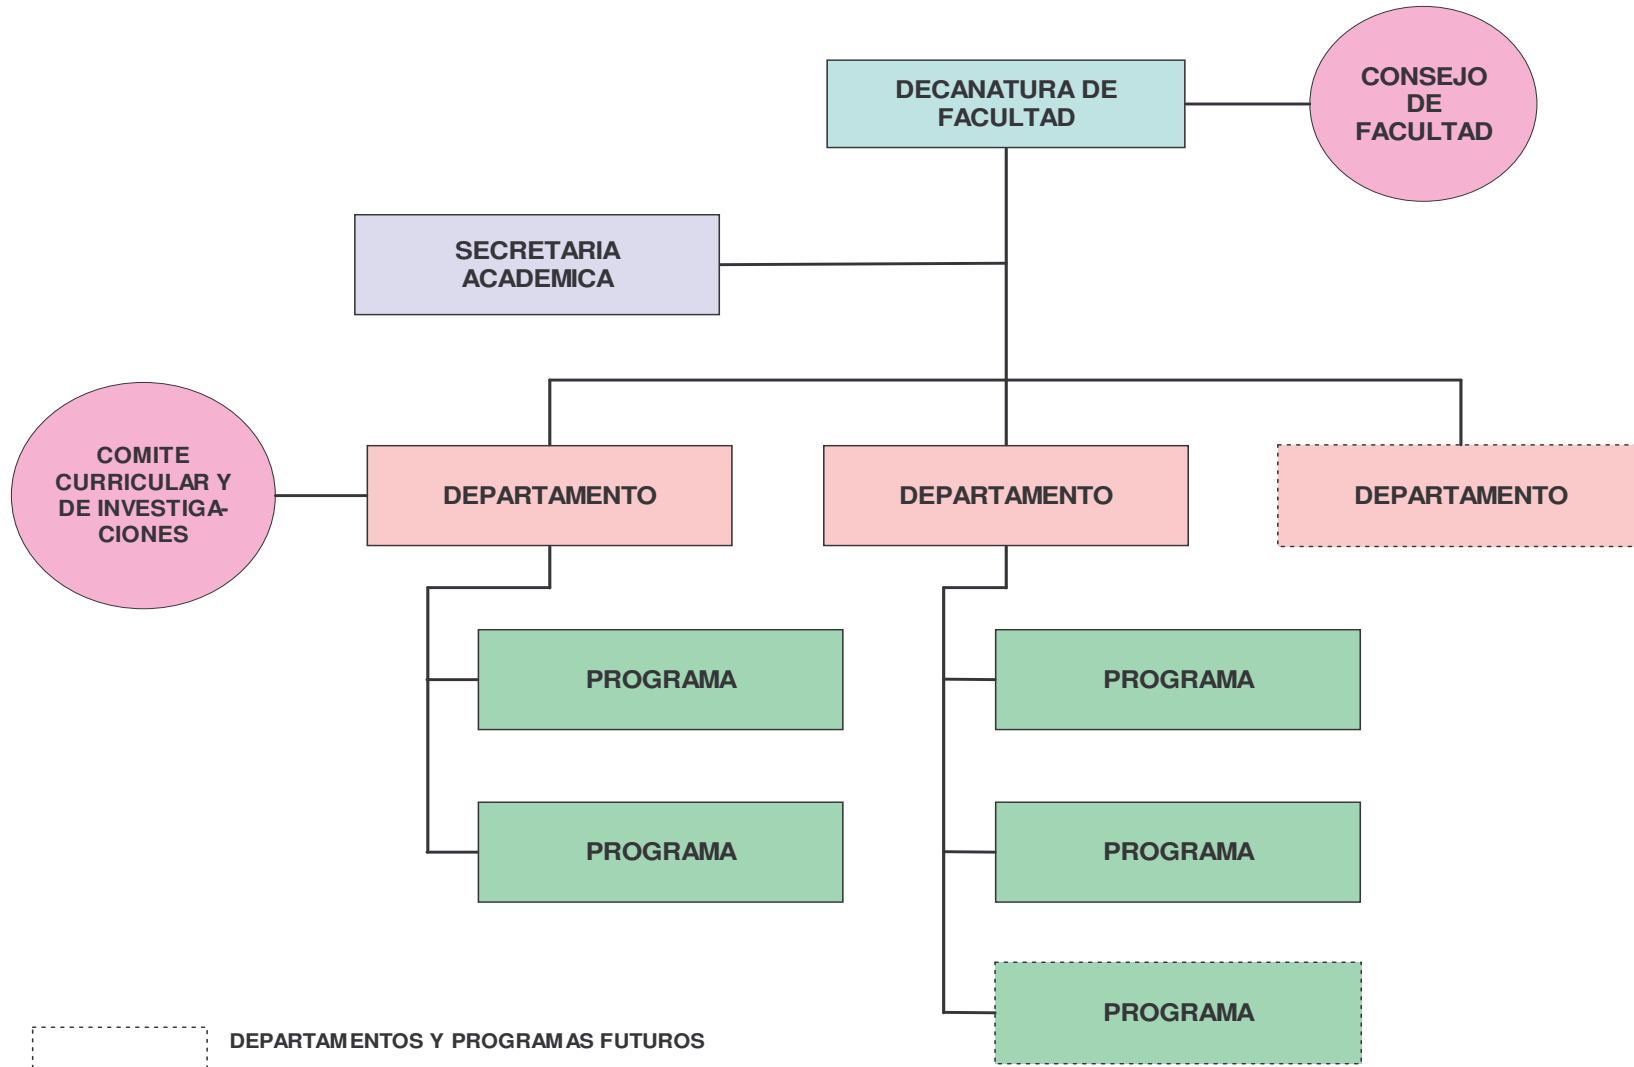 DECANATURA DE
FACULTAD
CONSEJO
DE
FACULTAD
SECRETARIA
ACADEMICA
COMITE
CURRICULAR Y
DE INVESTIGA-
CIONES
DEPARTAMENTO
DEPARTAMENTO
DEPARTAMENTO
PROGRAMA
PROGRAMA
PROGRAMA
PROGRAMA
PROGRAMA
DEPARTAMENTOS Y PROGRAMAS FUTUROS